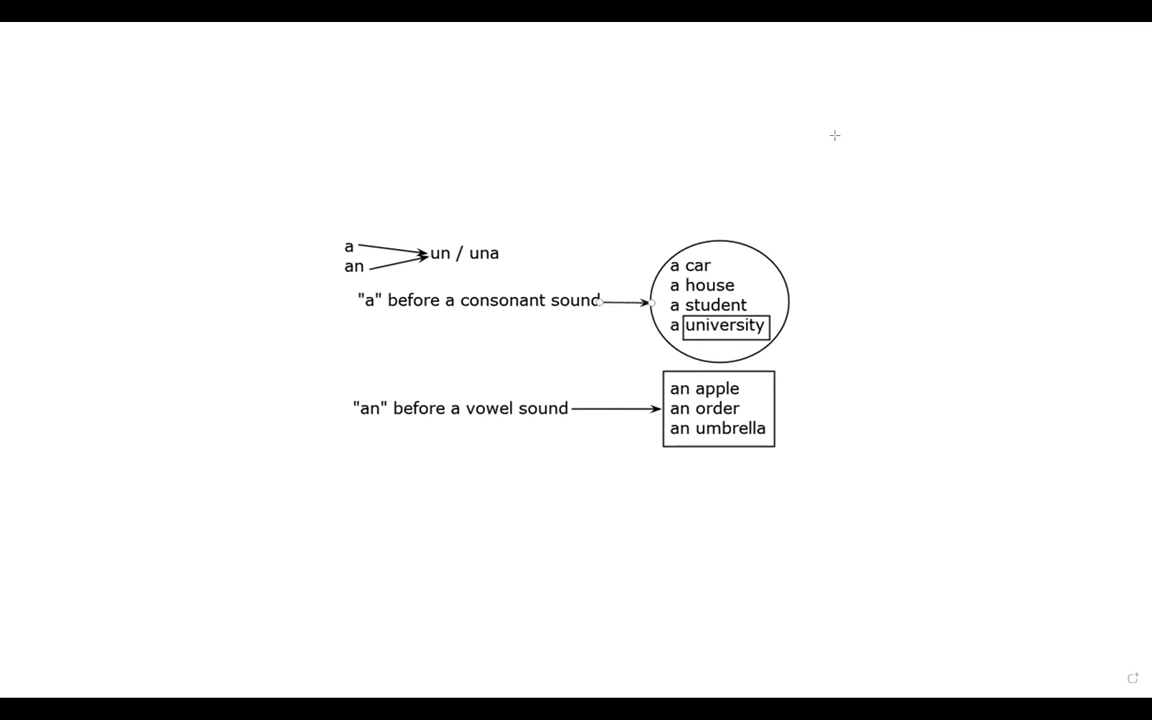 a
an
un / una
"a" before a consonant sound
a car
a house
a student
a university
"an" before a vowel sound
an apple
an order
an umbrella